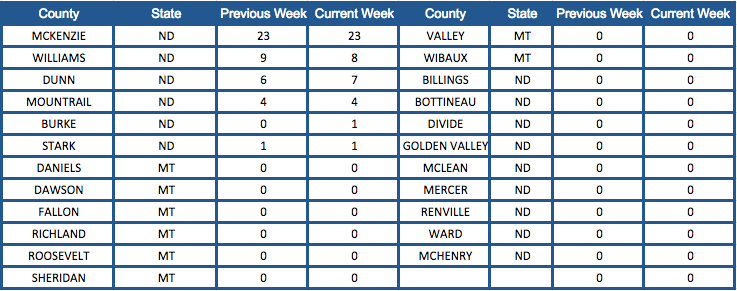 County State Previous Week Current Week County State Previous Week Current Week
MCKENZIE ND 23 23 VALLEY MT 0 0
WILLIAMS ND 9 8 WIBAUX MT 0 0
DUNN ND 6 7 BILLINGS ND 0 0
MOUNTRAIL ND 4 4 BOTTINEAU ND 0 0
BURKE ND 0 1 DIVIDE ND 0 0
STARK ND 1 1 GOLDEN VALLEY ND 0 0
DANIELS MT 0 0 MCLEAN ND 0 0
DAWSON MT 0 0 MERCER ND 0 0
FALLON MT 0 0 RENVILLE ND 0 0
RICHLAND MT 0 0 WARD ND 0 0
ROOSEVELT MT 0 0 MCHENRY ND 0 0
SHERIDAN MT 0 0 0 0